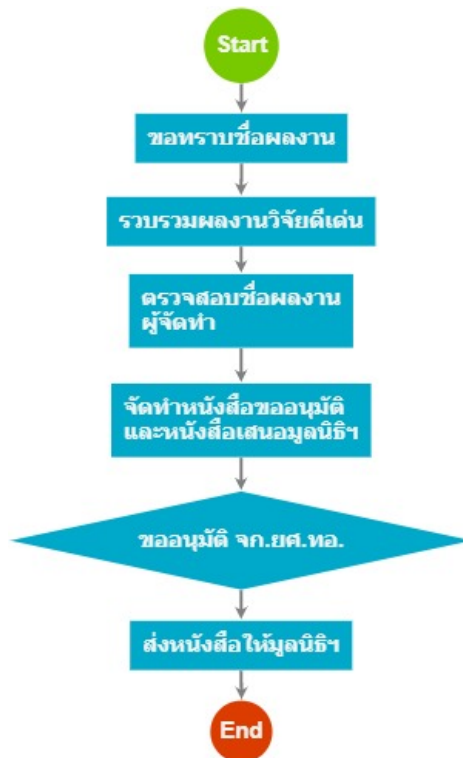 Start
ขอทราบชื่อผลงาน
รวบรวมผลงานวิจัยดีเด่น
ตรวจสอบชื่อผลงาน
ผู้จัดทำ
จัดทำหนังสือขออนุมัติ
และหนังสือเสนอมูลนิธิฯ
ขออนุมัติ จก.ยศ.ทอ.
ส่งหนังสือให้มูลนิธิฯ
End